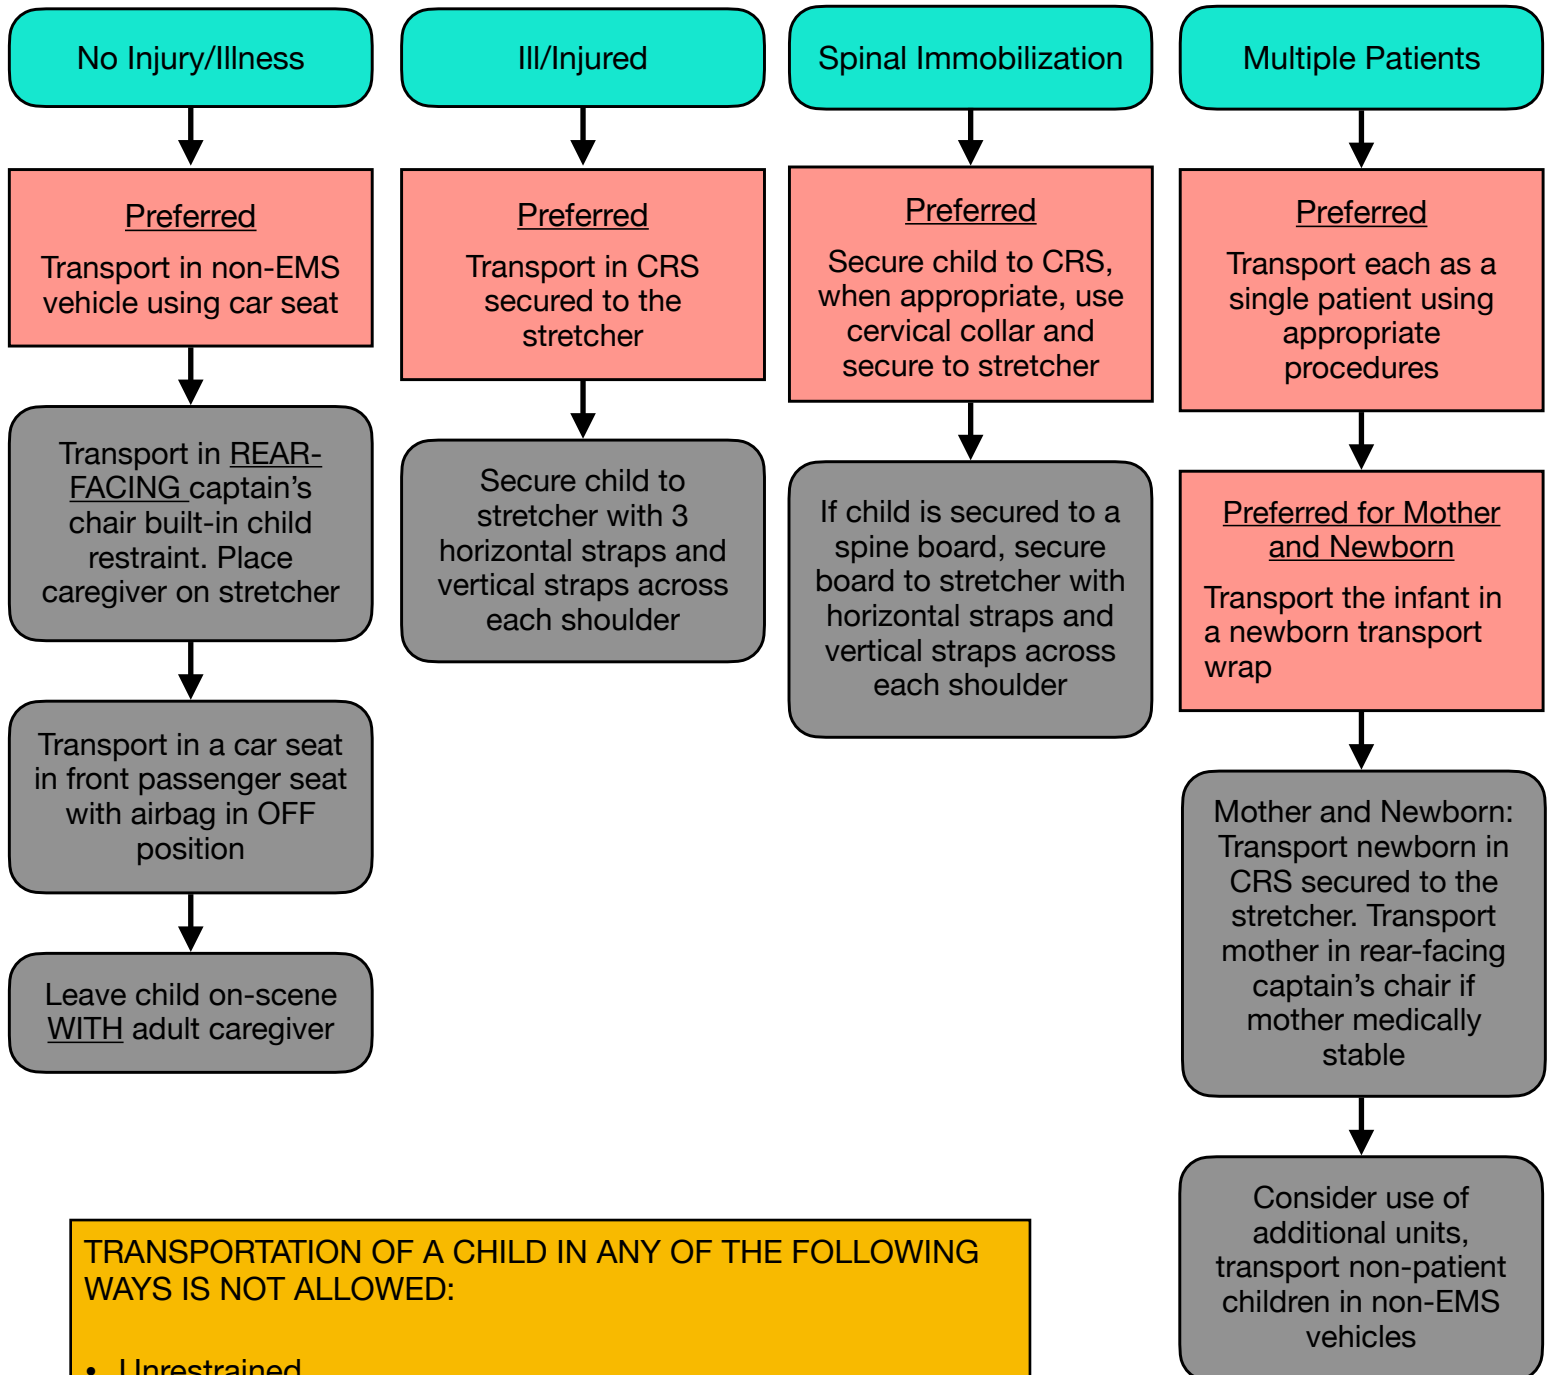 No Injury/Illness
Preferred
Transport in non-EMS
vehicle using car seat
Transport in REAR-
FACING captain's
chair built-in child
restraint. Place
caregiver on stretcher
Transport in a car seat
in front passenger seat
with airbag in OFF
position
Leave child on-scene
WITH adult caregiver
Ill/Injured
Preferred
Transport in CRS
secured to the
stretcher
Secure child to
stretcher with 3
horizontal straps and
vertical straps across
each shoulder
Spinal Immobilization
Preferred
Secure child to CRS,
when appropriate, use
cervical collar and
secure to stretcher
If child is secured to a
spine board, secure
board to stretcher with
horizontal straps and
vertical straps across
each shoulder
Multiple Patients
Preferred
Transport each as a
single patient using
appropriate
procedures
Preferred for Mother
and Newborn
Transport the infant in
a newborn transport
wrap
Mother and Newborn:
Transport newborn in
CRS secured to the
stretcher. Transport
mother in rear-facing
captain's chair if
mother medically
stable
Consider use of
additional units,
transport non-patient
children in non-EMS
vehicles
TRANSPORTATION OF A CHILD IN ANY OF THE FOLLOWING
WAYS IS NOT ALLOWED:
• Unrestrained